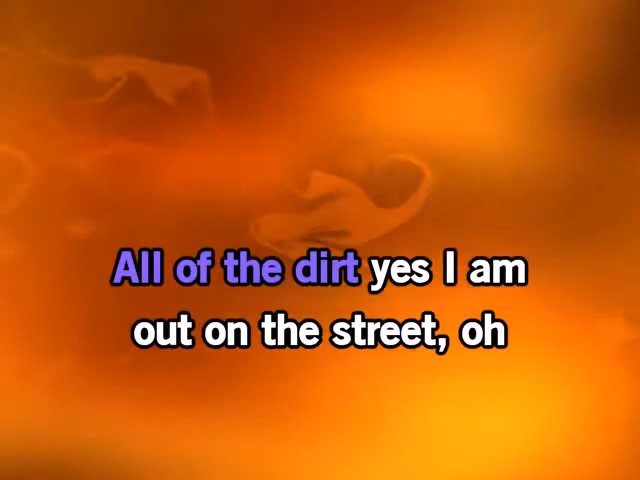 All of the dirt yes I am
out on the street, oh